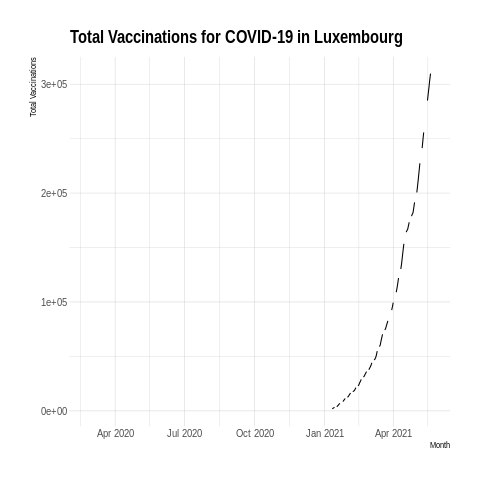 Total Vaccinations for COVID-19 in Luxembourg
Total Vaccinations
3e+05
2e+05
1e+05
0e+00
Apr 2020 Jul 2020 Oct 2020 Jan 2021 Apr 2021
Month